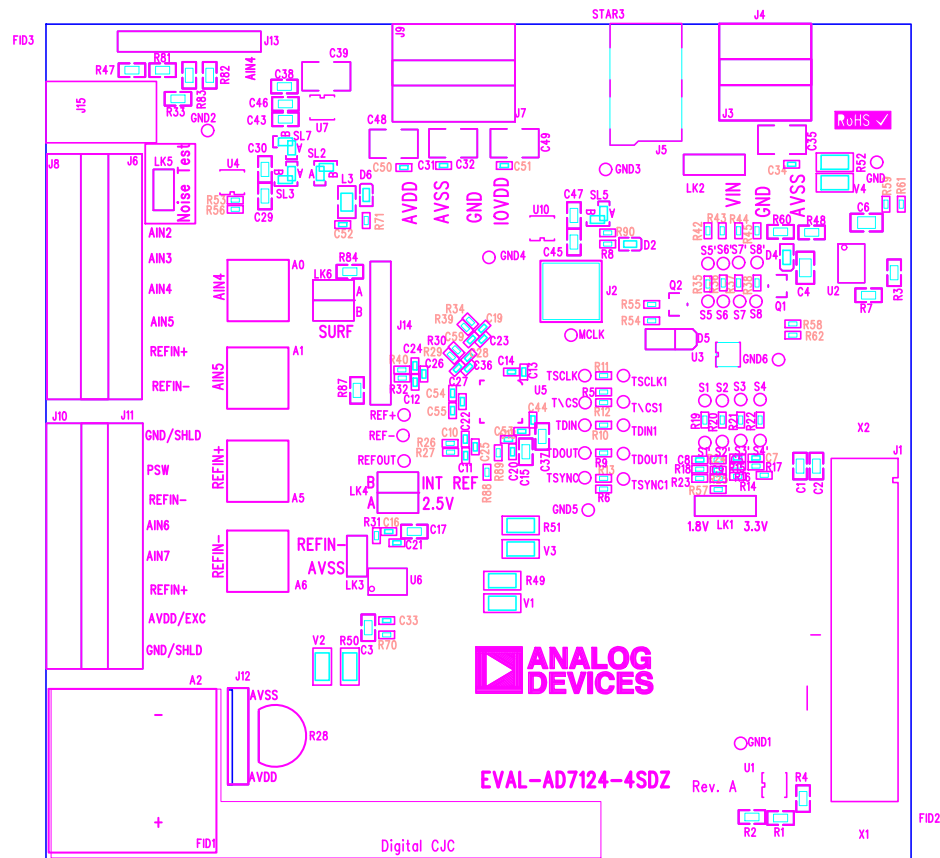 STAR3
J4
FID3
J13
J9
R47
R81
R82
R83
R33
AIN4
C39
C38
C46
C43
U7
J15
GND2
C48
J7
C49
J3
C35
RoHS ✓
J5
J8
J6
LK5
Noise Test
U4
C30
C29
SL7
B
A
SL3
B
A
SL2
A
B
L3
D6
C50
C31
C32
C51
GND3
LK2
C34
R62
GND
V4
R59
R61
R53
R56
C52
R71
AVDD
AVSS
GND
IOVDD
U10
C47
C45
SL5
B
A
R90
R8
D2
VIN
GND
AVSS
C6
R42
R43
R44
R45
R60
R48
AIN2
AIN3
AIN4
AIN5
REFIN+
REFIN-
AIN4
A0
R84
LK6
A
B
SURF
GND4
J2
S5'
S6'
S7'
S8'
D4
C4
U2
R3
R7
R35
R36
R37
R38
Q2
Q1
S5
S6
S7
S8
R55
R54
D5
U3
R58
R62
GND6
MCLK
J14
R34
R39
C19
C23
C59
R30
R29
C28
C36
AIN5
A1
R87
R40
R32
C24
C26
C12
C27
C14
C13
U5
C54
C55
C22
TSCLK
R11
TSCLK1
R5
T\CS
R12
T\CS1
TDIN
R10
TDIN1
TDOUT
R9
TDOUT1
TSYNC
R13
R6
TSYNC1
GND5
S1
S2
S3
S4
R19
R20
R21
R22
X2
J10
J11
REF+
REF-
REFOUT
C10
R26
R27
C11
C25
R88
R89
C20
C15
C37
C44
C53
C8
R18
R23
C9
R15
R16
C7
R17
R14
R57
C1
C2
J1
GND/SHLD
PSW
REFIN-
AIN6
AIN7
REFIN+
AVDD/EXC
GND/SHLD
REFIN+
A5
B
LK4
A
INT REF
2.5V
1.8V
LK1
3.3V
R31
C16
C17
C21
R51
V3
REFIN-
A6
REFIN-
AVSS
LK3
U6
R49
V1
C33
R70
C3
V2
R50
ANALOG
DEVICES
A2
J12
AVSS
R28
AVDD
-
+
FID1
GND1
EVAL-AD7124-4SDZ
Rev. A
U1
R4
R2
R1
FID2
X1
Digital CJC